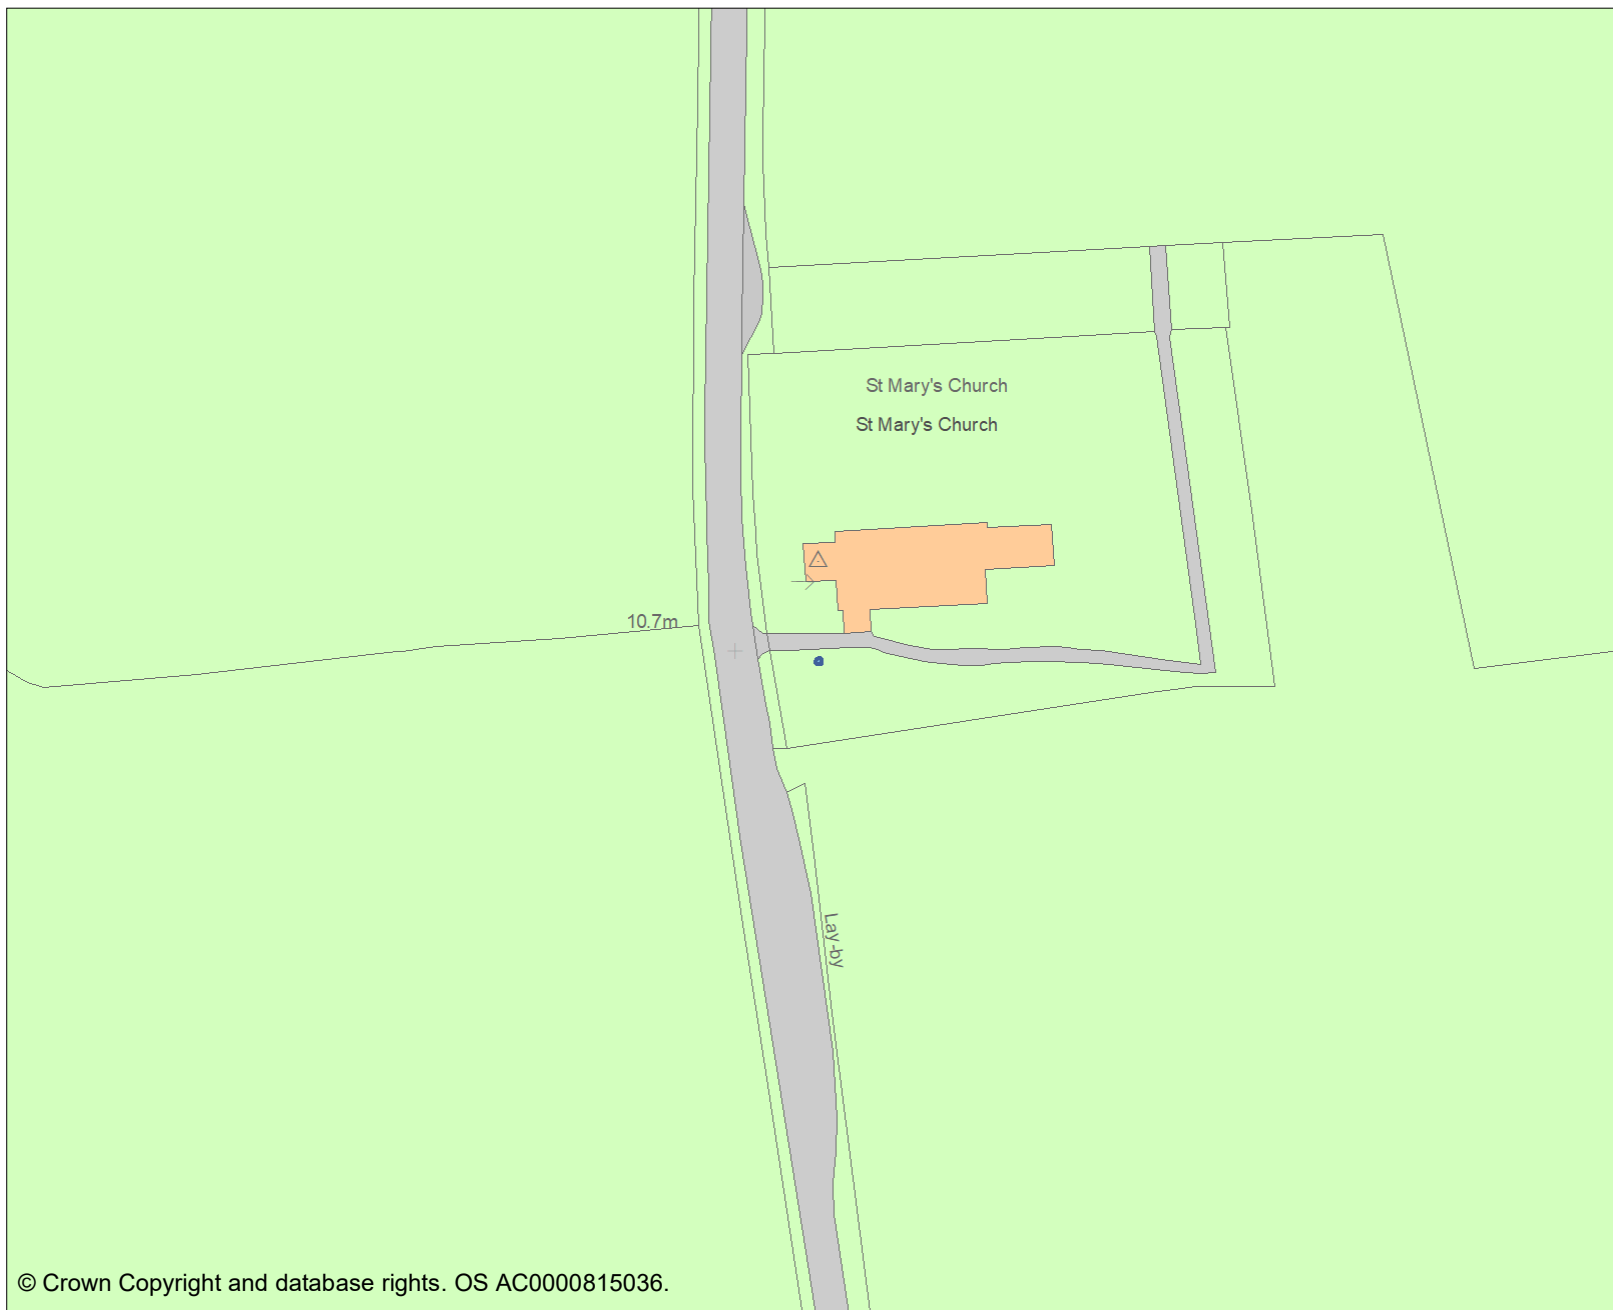 St Mary's Church
St Mary's Church
10.7m
Lay-by
© Crown Copyright and database rights. OS AC0000815036.